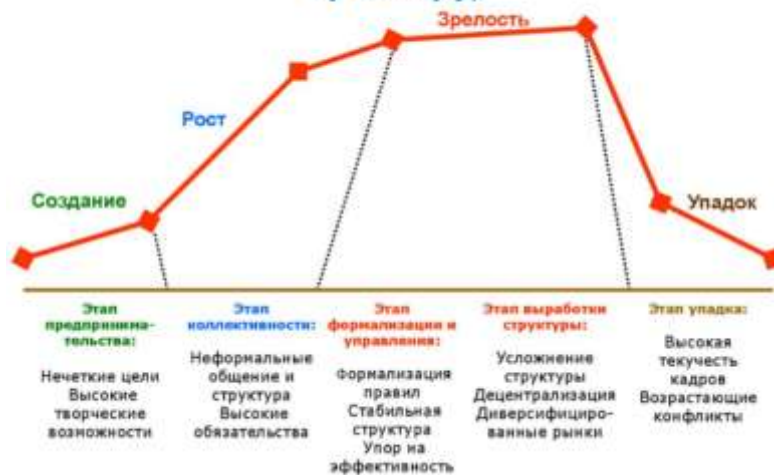 Зрелость
Рост
Создание
Упадок
Этап
предпринима-
тельства:
Нечеткие цели
Высокие
творческие
возможности
Этап
коллективности:
Неформальные
общение и
структура
Высокие
обязательства
Этап
формализации и
управления:
Формализация
правил
Стабильная
структура
Упор на
эффективность
Этап выработки
структуры:
Усложнение
структуры
Децентрализация
Диверсифициро-
ванные рынки
Этап упадка:
Высокая
текучесть
кадров
Возрастающие
конфликты